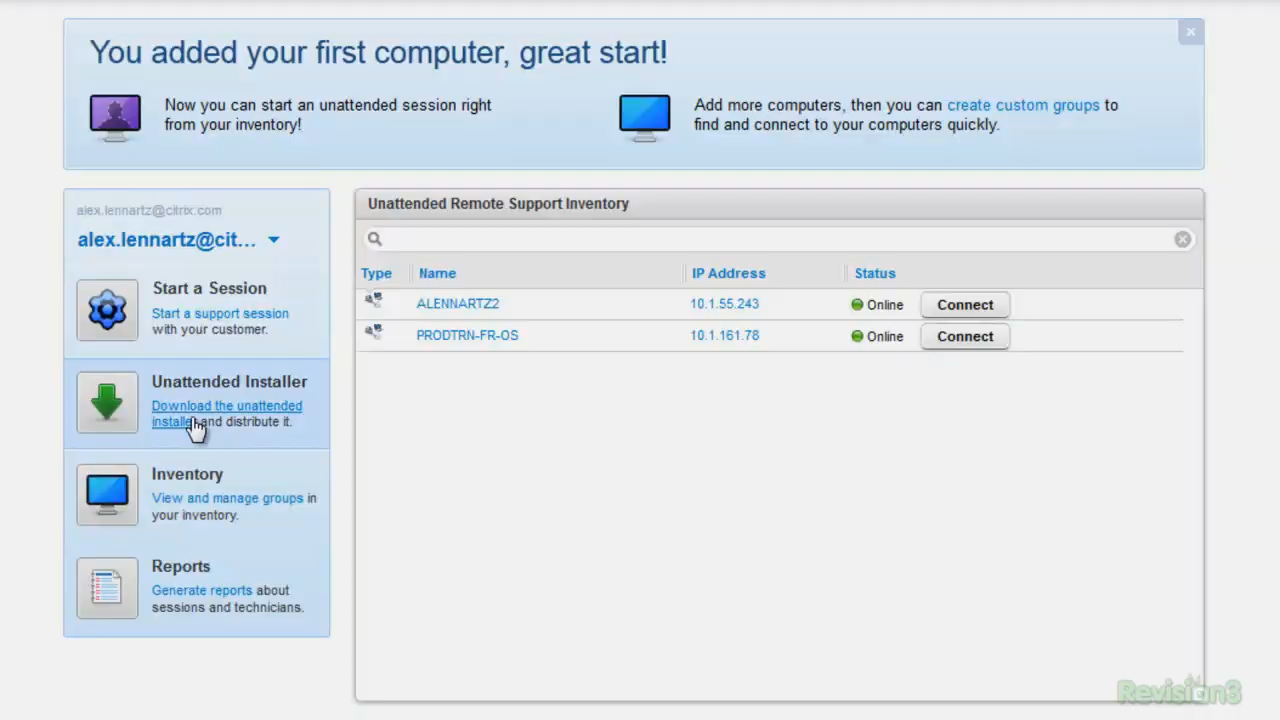 You added your first computer, great start!
Now you can start an unattended session right
from your inventory!
Add more computers, then you can create custom groups to
find and connect to your computers quickly.
alex.lennartz@citrix.com
alex.lennartz@cit...
Start a Session
Start a support session
with your customer.
Unattended Installer
Download the unattended
installer and distribute it.
Inventory
View and manage groups in
your inventory.
Reports
Generate reports about
sessions and technicians.
Unattended Remote Support Inventory
Type Name IP Address Status
ALENNARTZ2 10.1.55.243 Online Connect
PRODTRN-FR-OS 10.1.161.78 Online Connect
Revision3